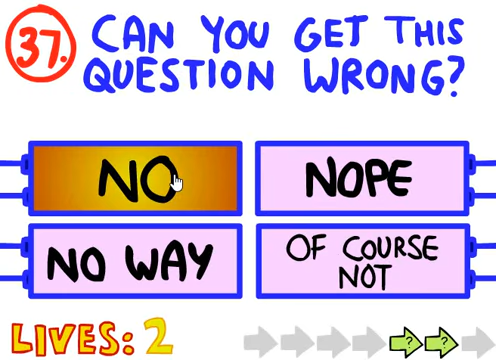 37. CAN YOU GET THIS
QUESTION WRONG?
NO
NOPE
NO WAY
OF COURSE
NOT
LIVES: 2
? ?